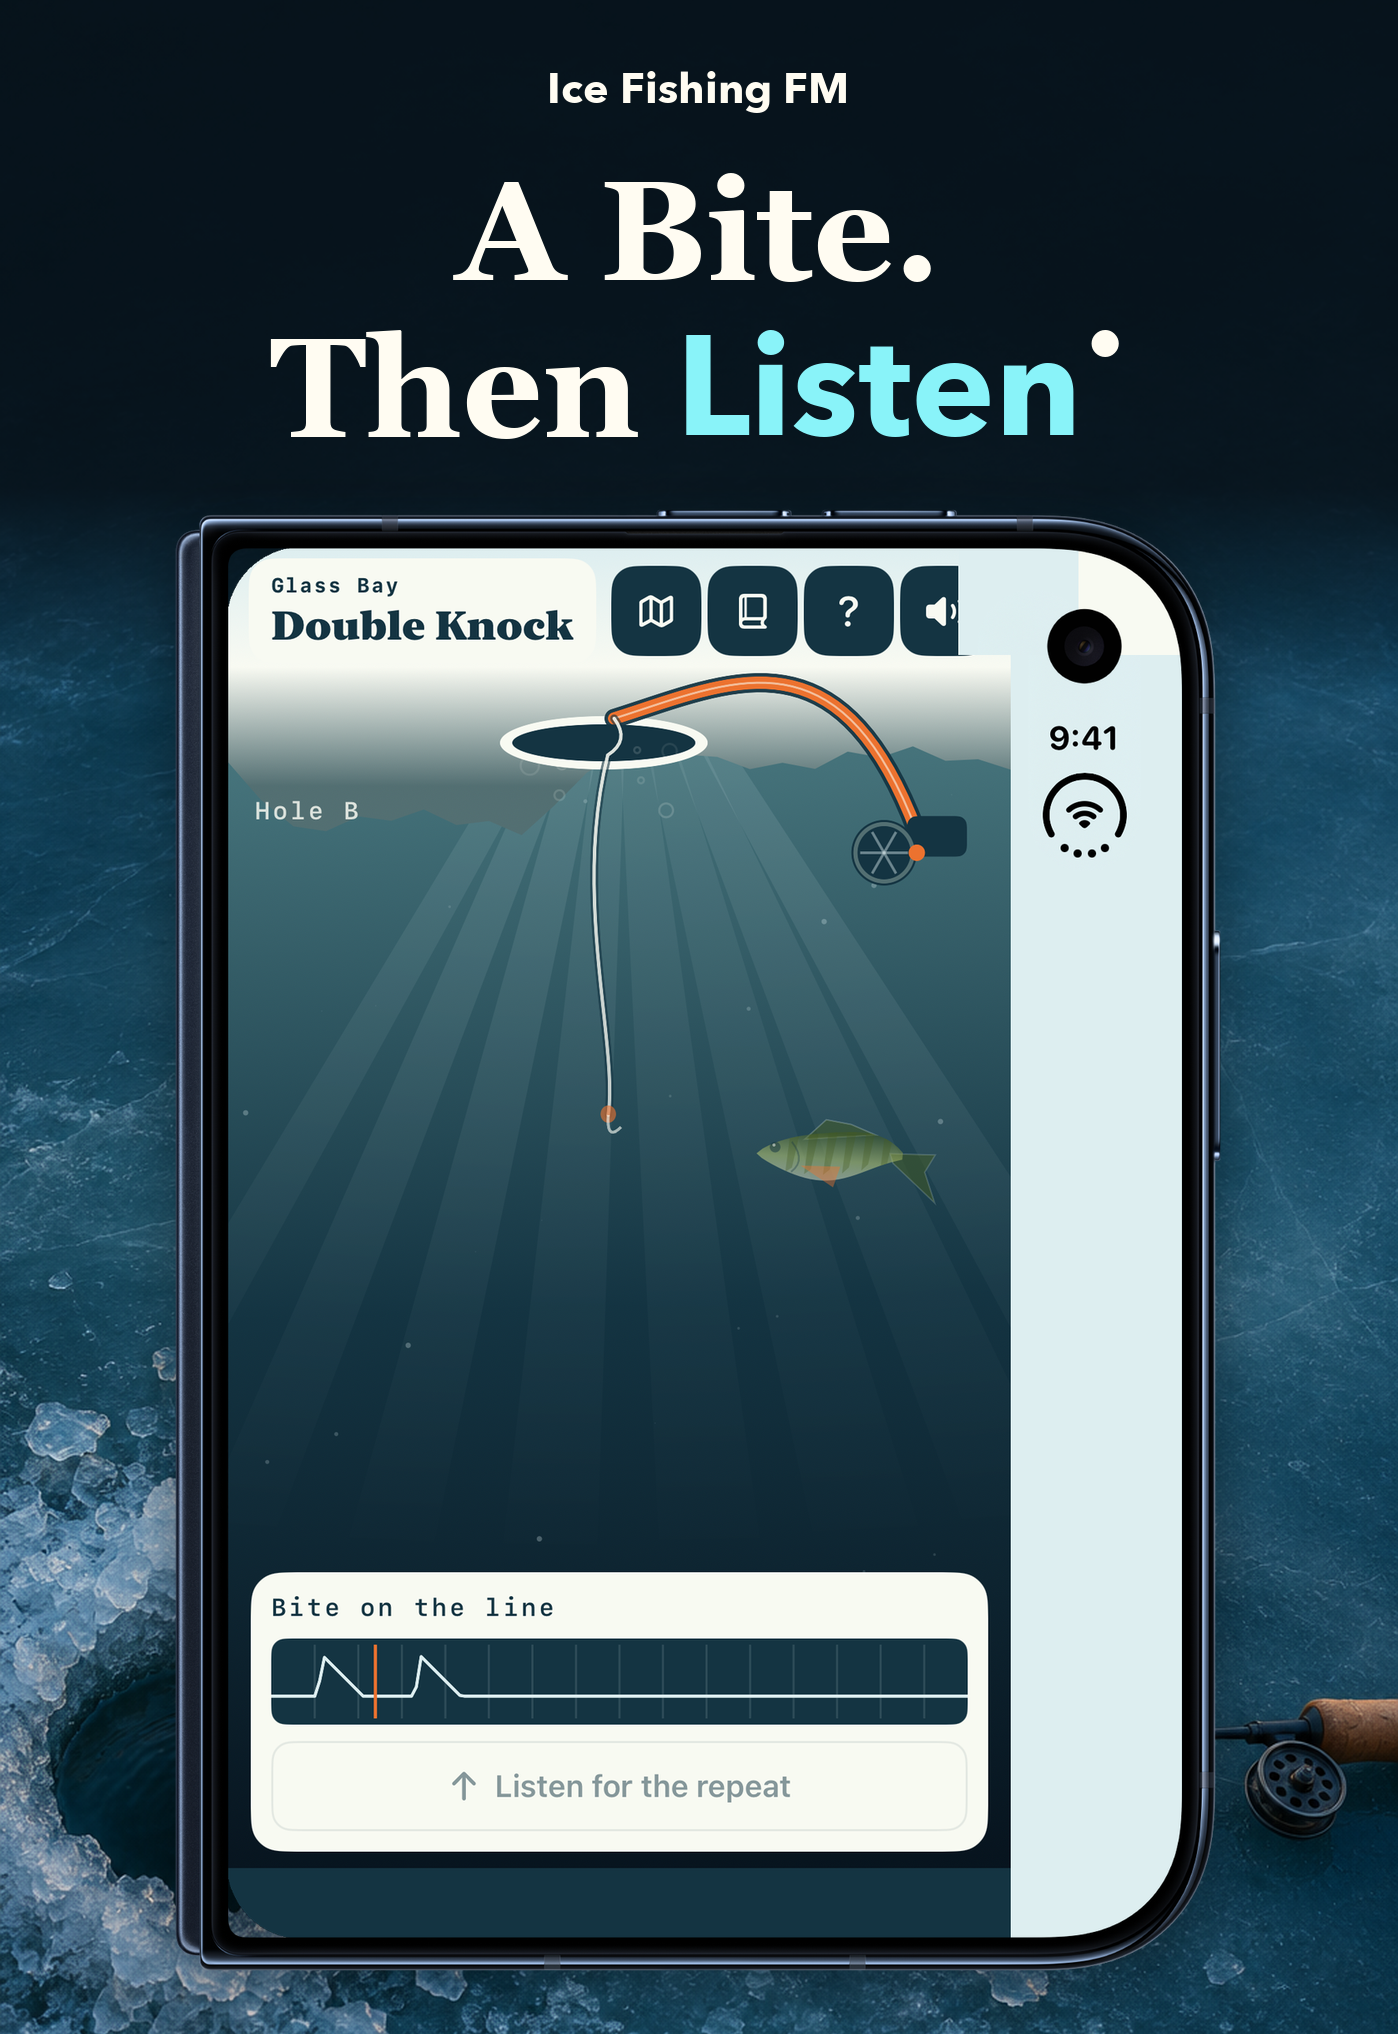 Ice Fishing FM
A Bite.
Then Listen.
Glass Bay
Double Knock
?
9:41
Hole B
Bite on the line
Listen for the repeat